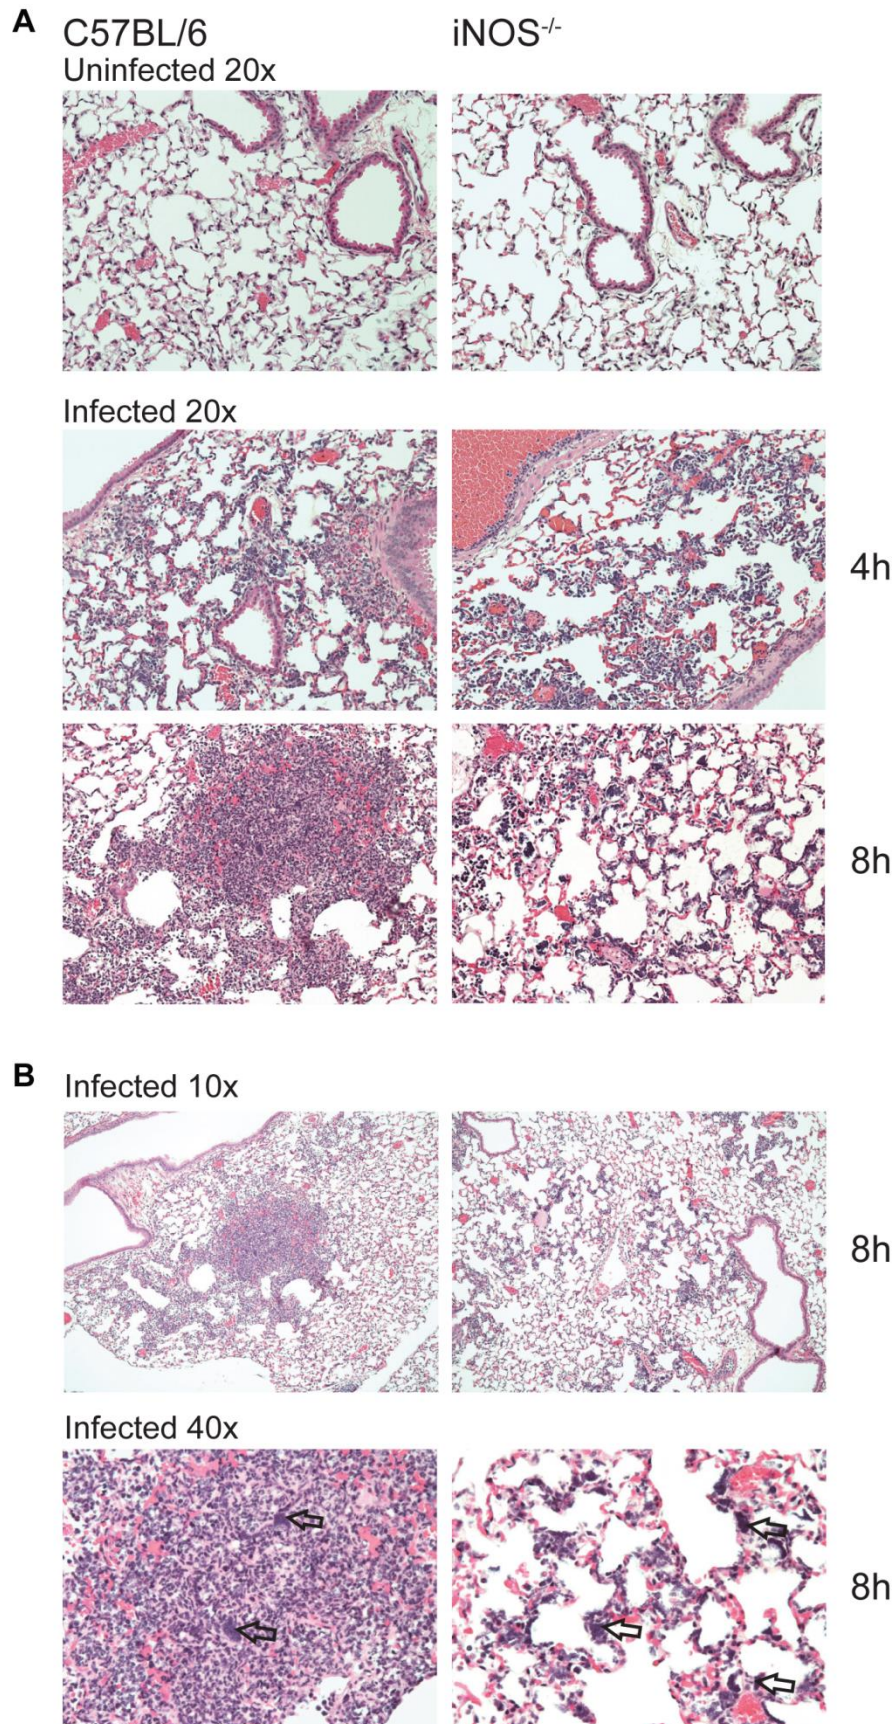 A
C57BL/6 iNOS-/-
Uninfected 20x
Infected 20x
4h
8h
B
Infected 10x
8h
Infected 40x
8h